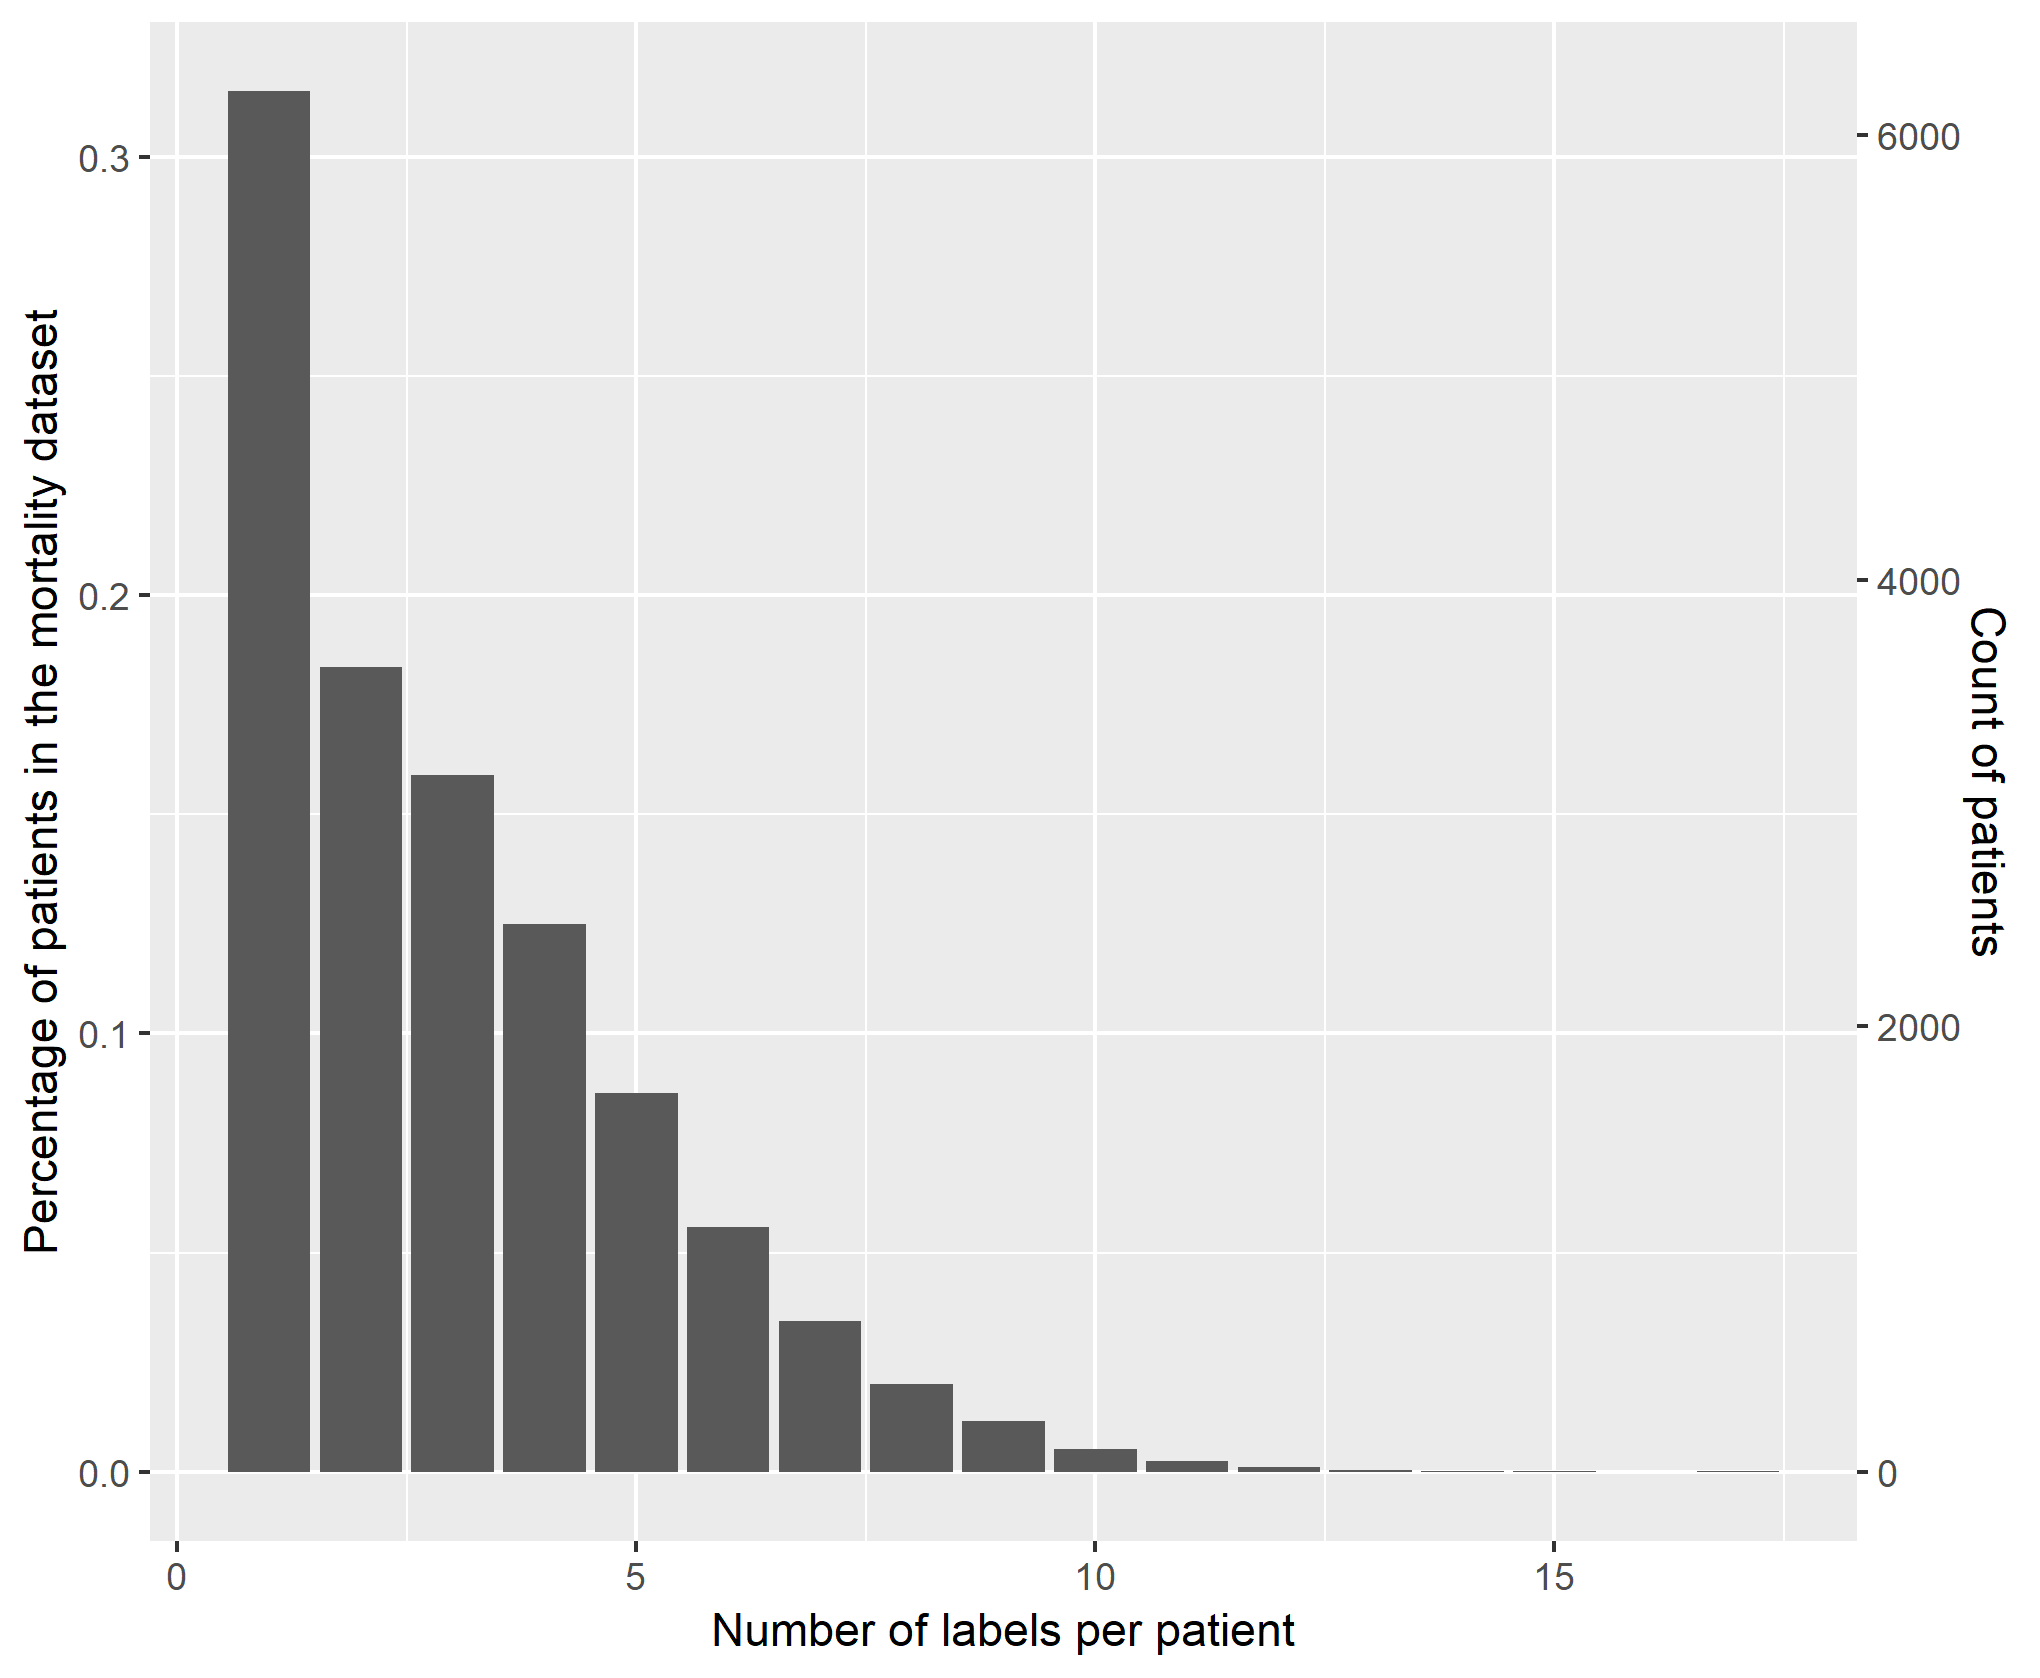 Percentage of patients in the mortality dataset
0.3
0.2
0.1
0.0
6000
4000
2000
0
Count of patients
0 5 10 15
Number of labels per patient